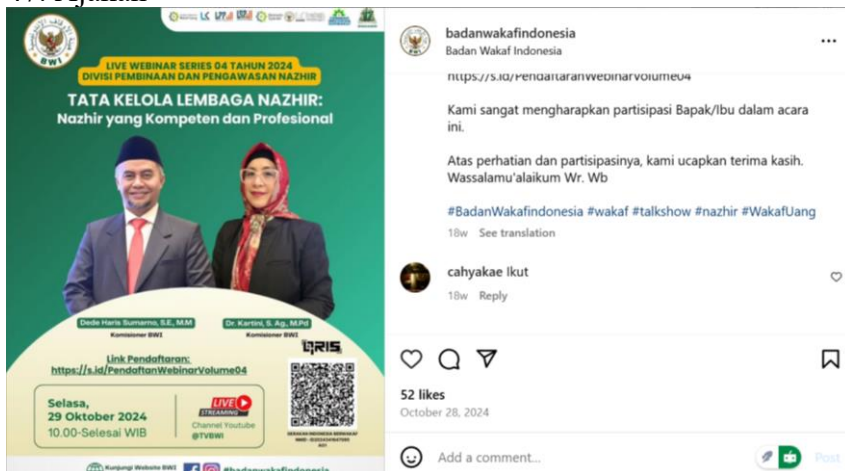 BWI
LIVE WEBINAR SERIES 04 TAHUN 2024
DIVISI PEMBINAAN DAN PENGAWASAN NAZHIR
TATA KELOLA LEMBAGA NAZHIR:
Nazhir yang Kompeten dan Profesional
Dede Haris Sumarno, S.E., M.M
Komisioner BWI
Dr. Kartini, S. Ag., M.Pd
Komisioner BWI
QRIS
Link Pendaftaran:
https://s.id/PendaftanWebinarVolume04
Selasa,
29 Oktober 2024
10.00-Selesai WIB
LIVE
STREAMING
Channel Youtube
@TVBWI
Kunjungi Website BWI
#badanwakafindonesia
badanwakafindonesia
Badan Wakaf Indonesia
https://s.id/PendaftaranWebinarVolume04
Kami sangat mengharapkan partisipasi Bapak/Ibu dalam acara
ini.
Atas perhatian dan partisipasinya, kami ucapkan terima kasih.
Wassalamu'alaikum Wr. Wb
#BadanWakafindonesia #wakaf #talkshow #nazhir #WakafUang
18w See translation
cahyakae Ikut
18w Reply
52 likes
October 28, 2024
Add a comment...
Post